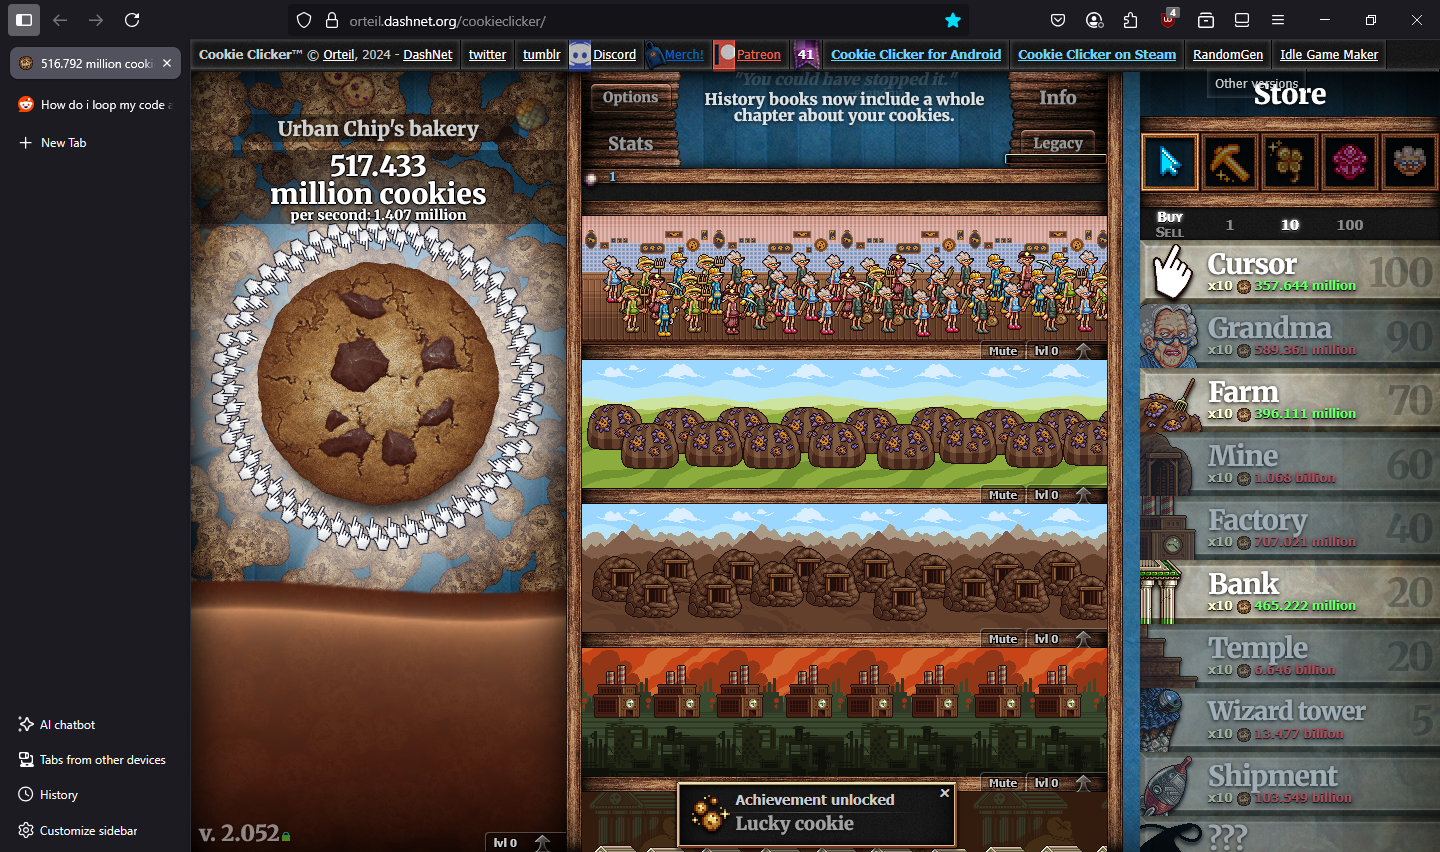 orteil.dashnet.org/cookieclicker/
4
516.792 million cooki
How do i loop my code a
New Tab
AI chatbot
Tabs from other devices
History
Customize sidebar
Cookie Clicker™ © Orteil, 2024 - DashNet
twitter
tumblr
Discord
Merch!
Patreon
41
Cookie Clicker for Android
Cookie Clicker on Steam
RandomGen
Idle Game Maker
Other versions
Urban Chip's bakery
517.433
million cookies
per second: 1.407 million
v. 2.052
lvl 0
Options
Stats
"You could have stopped it."
History books now include a whole
chapter about your cookies.
Info
Legacy
1
Mute
lvl 0
Mute
lvl 0
Mute
lvl 0
Mute
lvl 0
Achievement unlocked
Lucky cookie
Store
Buy
Sell
1
10
100
Cursor
x10 357.644 million
100
Grandma
x10 589.361 million
90
Farm
x10 396.111 million
70
Mine
x10 1.068 billion
60
Factory
x10 707.021 million
40
Bank
x10 465.222 million
20
Temple
x10 6.646 billion
20
Wizard tower
x10 13.477 billion
5
Shipment
x10 103.549 billion
???